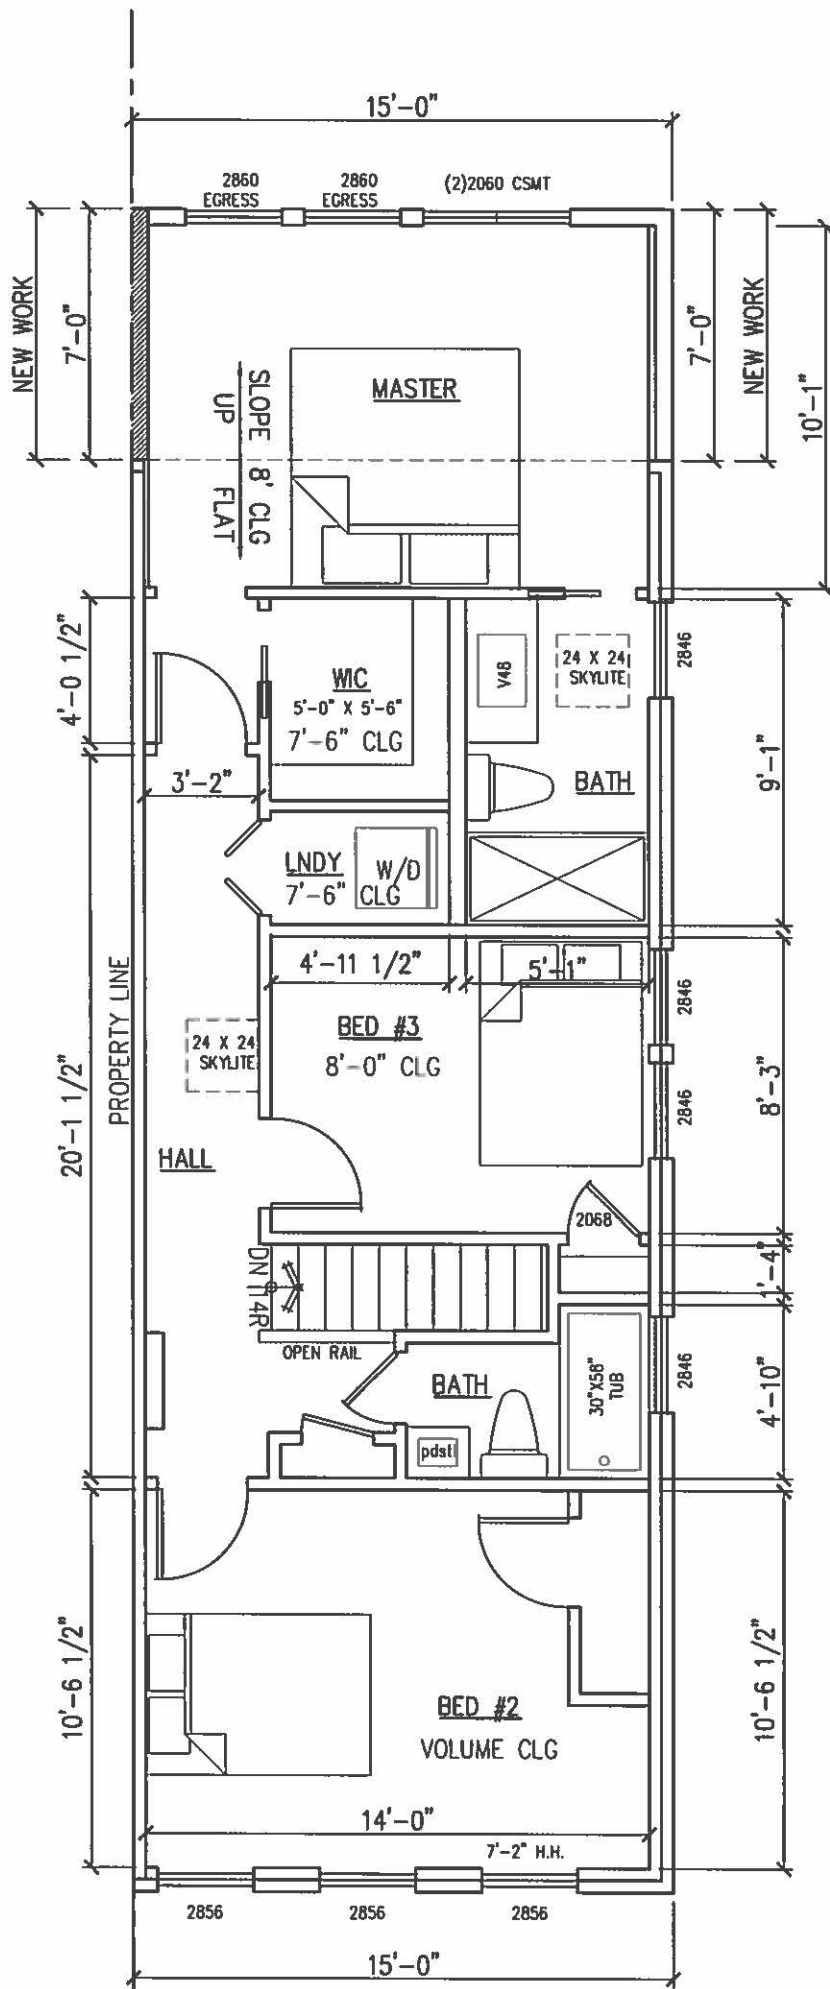 15'-0"
2860
EGRESS
2860
EGRESS
(2)2060 CSMT
NEW WORK
7'-0"
7'-0"
NEW WORK
10'-1"
MASTER
SLOPE 8' CLG
UP FLAT
4'-0 1/2"
WIC
5'-0" X 5'-6"
7'-6" CLG
V48
24 X 24
SKYLITE
2846
BATH
9'-1"
3'-2"
LNDY
7'-6" CLG
W/D
4'-11 1/2"
5'-1"
PROPERTY LINE
20'-1 1/2"
24 X 24
SKYLITE
BED #3
8'-0" CLG
2846
2846
8'-3"
HALL
2068
DN 14R
1'-4"
OPEN RAIL
BATH
pdstl
30"X58"
TUB
2846
4'-10"
10'-6 1/2"
BED #2
VOLUME CLG
10'-6 1/2"
14'-0"
7'-2" H.H.
2856
2856
2856
15'-0"